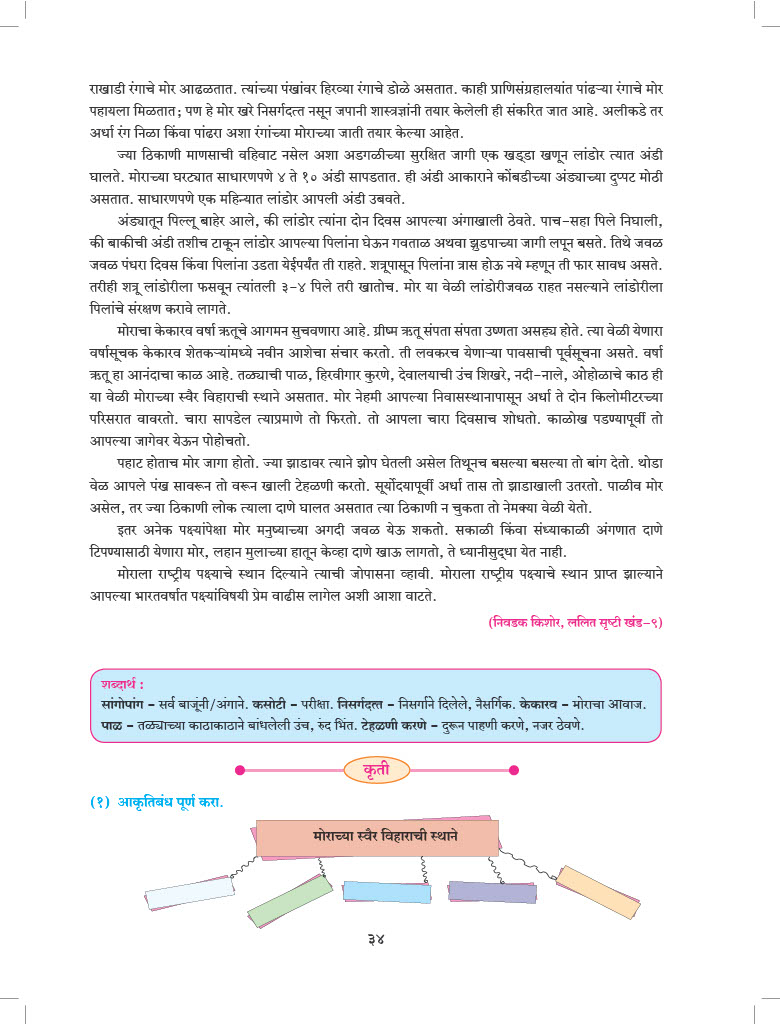 राखाडी रंगाचे मोर आढळतात. त्यांच्या पंखांवर हिरव्या रंगाचे डोळे असतात. काही प्राणिसंग्रहालयांत पांढऱ्या रंगाचे मोर
पहायला मिळतात; पण हे मोर खरे निसर्गदत्त नसून जपानी शास्त्रज्ञांनी तयार केलेली ही संकरित जात आहे. अलीकडे तर
अर्धा रंग निळा किंवा पांढरा अशा रंगांच्या मोराच्या जाती तयार केल्या आहेत.
ज्या ठिकाणी माणसाची वहिवाट नसेल अशा अडगळीच्या सुरक्षित जागी एक खड्डा खणून लांडोर त्यात अंडी
घालते. मोराच्या घरट्यात साधारणपणे ४ ते १० अंडी सापडतात. ही अंडी आकाराने कोंबडीच्या अंड्याच्या दुप्पट मोठी
असतात. साधारणपणे एक महिन्यात लांडोर आपली अंडी उबवते.
अंड्यातून पिल्लू बाहेर आले, की लांडोर त्यांना दोन दिवस आपल्या अंगाखाली ठेवते. पाच-सहा पिले निघाली,
की बाकीची अंडी तशीच टाकून लांडोर आपल्या पिलांना घेऊन गवताळ अथवा झुडपाच्या जागी लपून बसते. तिथे जवळ
जवळ पंधरा दिवस किंवा पिलांना उडता येईपर्यंत ती राहते. शत्रूपासून पिलांना त्रास होऊ नये म्हणून ती फार सावध असते.
तरीही शत्रू लांडोरीला फसवून त्यांतली ३-४ पिले तरी खातोच. मोर या वेळी लांडोरीजवळ राहत नसल्याने लांडोरीला
पिलांचे संरक्षण करावे लागते.
मोराचा केकारव वर्षा ऋतूचे आगमन सुचवणारा आहे. ग्रीष्म ऋतू संपता संपता उष्णता असह्य होते. त्या वेळी येणारा
वर्षासूचक केकारव शेतकऱ्यांमध्ये नवीन आशेचा संचार करतो. ती लवकरच येणाऱ्या पावसाची पूर्वसूचना असते. वर्षा
ऋतू हा आनंदाचा काळ आहे. तळ्याची पाळ, हिरवीगार कुरणे, देवालयाची उंच शिखरे, नदी-नाले, ओहोळाचे काठ ही
या वेळी मोराच्या स्वैर विहाराची स्थाने असतात. मोर नेहमी आपल्या निवासस्थानापासून अर्धा ते दोन किलोमीटरच्या
परिसरात वावरतो. चारा सापडेल त्याप्रमाणे तो फिरतो. तो आपला चारा दिवसाच शोधतो. काळोख पडण्यापूर्वी तो
आपल्या जागेवर येऊन पोहोचतो.
पहाट होताच मोर जागा होतो. ज्या झाडावर त्याने झोप घेतली असेल तिथूनच बसल्या बसल्या तो बांग देतो. थोडा
वेळ आपले पंख सावरून तो वरून खाली टेहळणी करतो. सूर्योदयापूर्वी अर्धा तास तो झाडाखाली उतरतो. पाळीव मोर
असेल, तर ज्या ठिकाणी लोक त्याला दाणे घालत असतात त्या ठिकाणी न चुकता तो नेमक्या वेळी येतो.
इतर अनेक पक्ष्यांपेक्षा मोर मनुष्याच्या अगदी जवळ येऊ शकतो. सकाळी किंवा संध्याकाळी अंगणात दाणे
टिपण्यासाठी येणारा मोर, लहान मुलाच्या हातून केव्हा दाणे खाऊ लागतो, ते ध्यानीसुद्धा येत नाही.
मोराला राष्ट्रीय पक्ष्याचे स्थान दिल्याने त्याची जोपासना व्हावी. मोराला राष्ट्रीय पक्ष्याचे स्थान प्राप्त झाल्याने
आपल्या भारतवर्षात पक्ष्यांविषयी प्रेम वाढीस लागेल अशी आशा वाटते.
(निवडक किशोर, ललित सृष्टी खंड-९)
शब्दार्थ :
सांगोपांग - सर्व बाजूंनी/अंगाने. कसोटी - परीक्षा. निसर्गदत्त - निसर्गाने दिलेले, नैसर्गिक. केकारव - मोराचा आवाज.
पाळ - तळ्याच्या काठाकाठाने बांधलेली उंच, रुंद भिंत. टेहळणी करणे - दुरून पाहणी करणे, नजर ठेवणे.
कृती
(१) आकृतिबंध पूर्ण करा.
मोराच्या स्वैर विहाराची स्थाने
३४